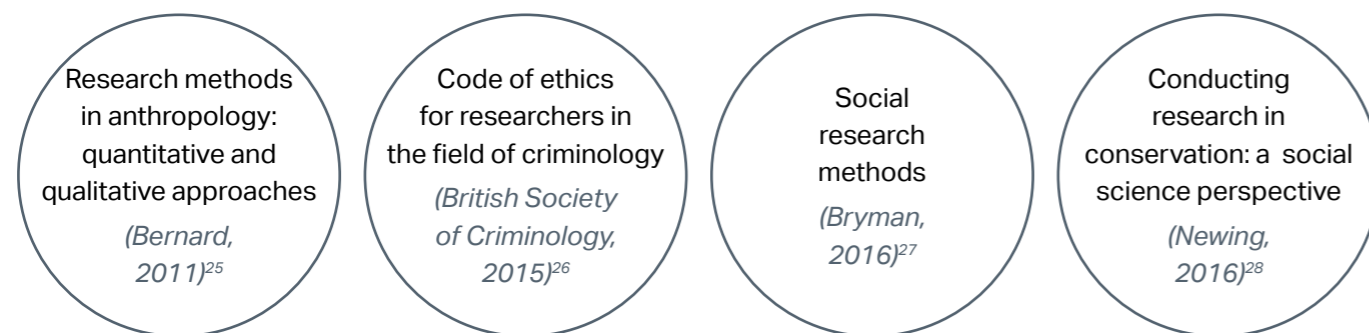 Research methods
in anthropology:
quantitative and
qualitative approaches
(Bernard,
2011)25
Code of ethics
for researchers in
the field of criminology
(British Society
of Criminology,
2015)26
Social
research
methods
(Bryman,
2016)27
Conducting
research in
conservation: a  social
science perspective
(Newing,
2016)28